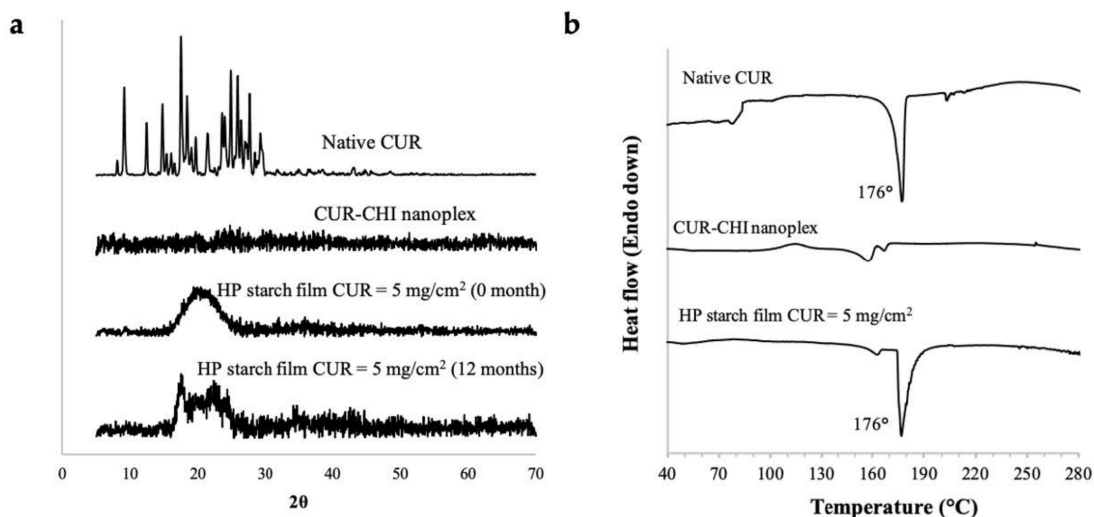 a
Native CUR
CUR-CHI nanoplex
HP starch film CUR = 5 mg/cm² (0 month)
HP starch film CUR = 5 mg/cm² (12 months)
0 10 20 30 40 50 60 70
2θ
b
Heat flow (Endo down)
Native CUR
176°
CUR-CHI nanoplex
HP starch film CUR = 5 mg/cm²
176°
40 70 100 130 160 190 220 250 280
Temperature (°C)